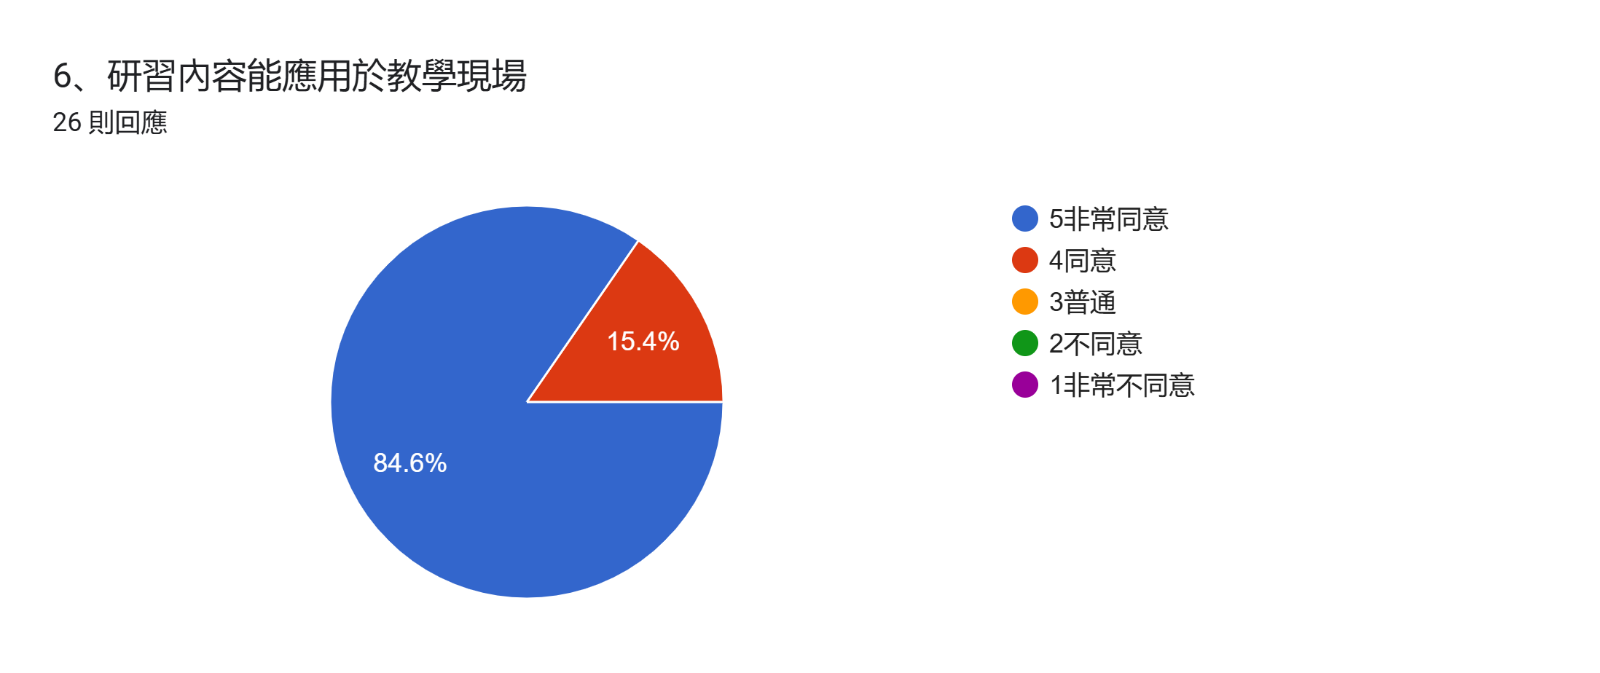 6、研習內容能應用於教學現場
26 則回應
5非常同意
4同意
3普通
2不同意
1非常不同意
15.4%
84.6%